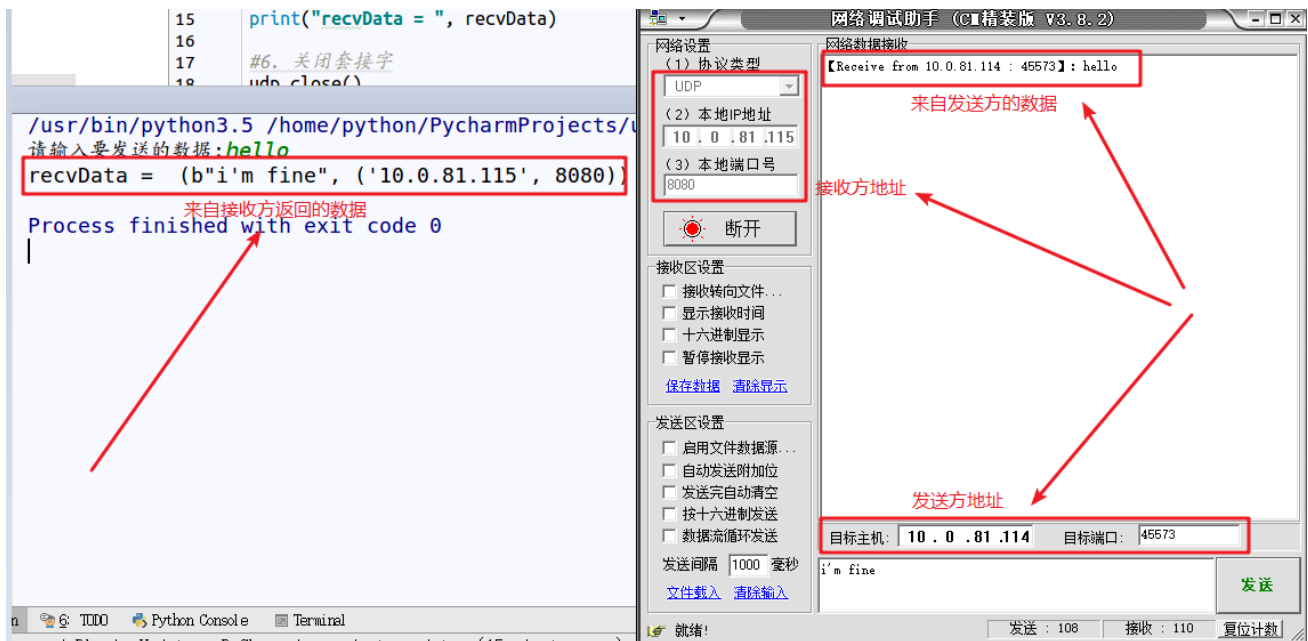 15 print("recvData = ", recvData)
16
17 #6. 关闭套接字
18 udp.close()
/usr/bin/python3.5 /home/python/PycharmProjects/
请输入要发送的数据:hello
recvData =  (b"i'm fine", ('10.0.81.115', 8080))
来自接收方返回的数据
Process finished with exit code 0
6: TODO Python Console Terminal
网络调试助手 (C■精装版 V3.8.2)
网络设置
(1) 协议类型
UDP
(2) 本地IP地址
10 . 0 .81 .115
(3) 本地端口号
8080
断开
接收区设置
接收转向文件...
显示接收时间
十六进制显示
暂停接收显示
保存数据 清除显示
发送区设置
启用文件数据源...
自动发送附加位
发送完自动清空
按十六进制发送
数据流循环发送
发送间隔 1000 毫秒
文件载入 清除输入
就绪!
网络数据接收
【Receive from 10.0.81.114 : 45573】: hello
来自发送方的数据
接收方地址
发送方地址
目标主机: 10 . 0 .81 .114 目标端口: 45573
i'm fine
发送
发送 : 108 接收 : 110 复位计数